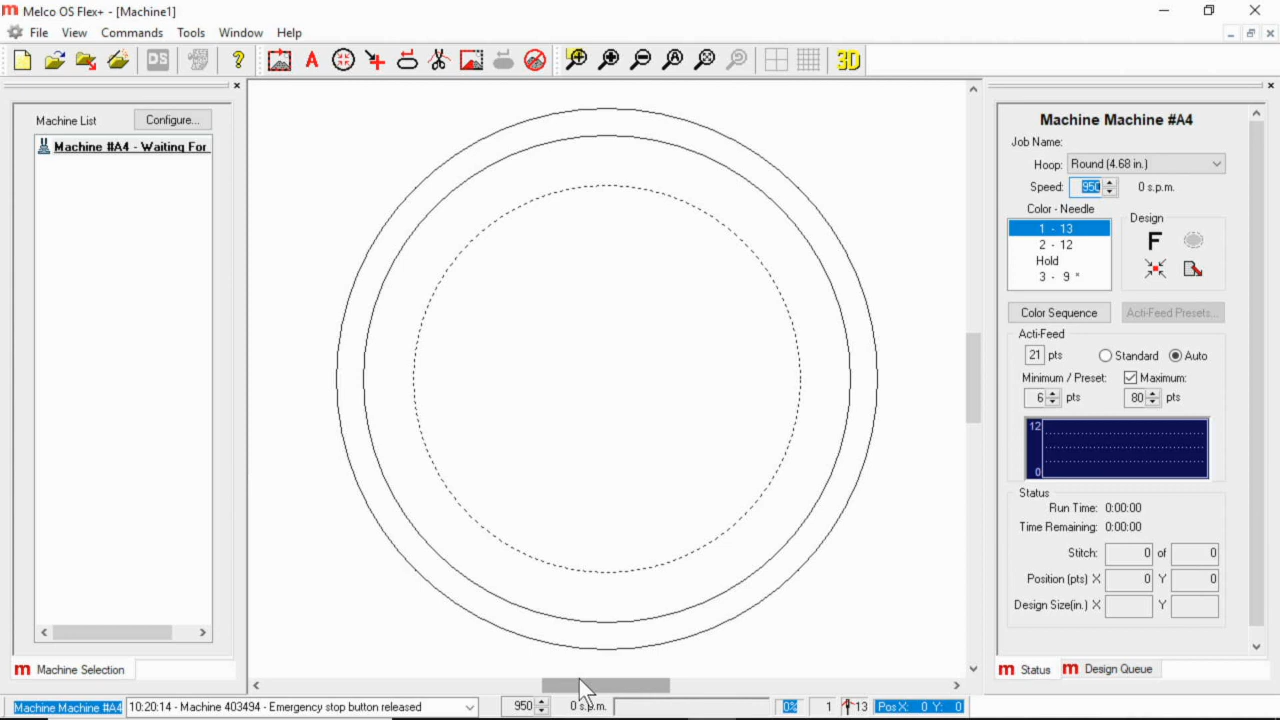 m Melco OS Flex+ - [Machine1]
File View Commands Tools Window Help
DS ? A 3D
Machine List Configure...
Machine #A4 - Waiting For
m Machine Selection
Machine Machine #A4
Job Name:
Hoop: Round (4.68 in.)
Speed: 950 0 s.p.m.
Color - Needle
1 - 13
2 - 12
Hold
3 - 9 *
Design
F
Color Sequence Acti-Feed Presets...
Acti-Feed
21 pts Standard Auto
Minimum / Preset: Maximum:
6 pts 80 pts
12
0
Status
Run Time: 0:00:00
Time Remaining: 0:00:00
Stitch: 0 of 0
Position (pts) X 0 Y 0
Design Size(in.) X Y
m Status m Design Queue
Machine Machine #A4 10:20:14 - Machine 403494 - Emergency stop button released 950 0 s.p.m. 0% 1 13 Pos X: 0 Y: 0